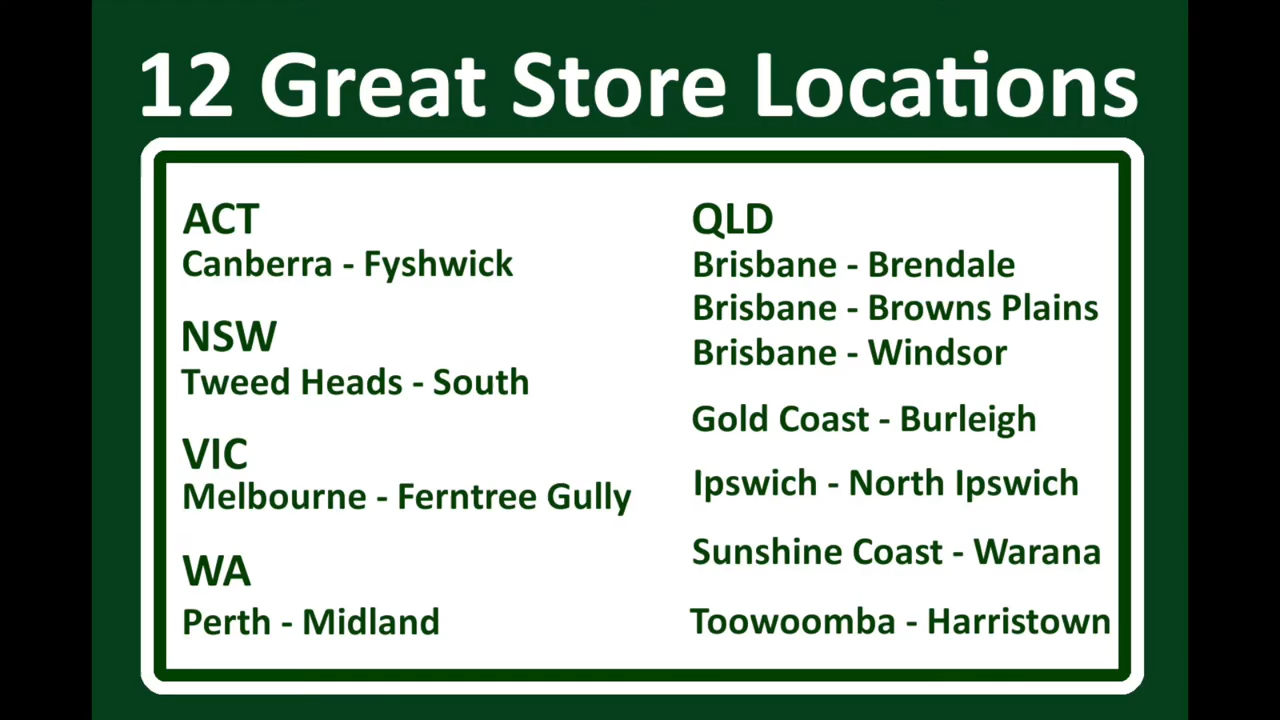 12 Great Store Locations
ACT
Canberra - Fyshwick
NSW
Tweed Heads - South
VIC
Melbourne - Ferntree Gully
WA
Perth - Midland
QLD
Brisbane - Brendale
Brisbane - Browns Plains
Brisbane - Windsor
Gold Coast - Burleigh
Ipswich - North Ipswich
Sunshine Coast - Warana
Toowoomba - Harristown